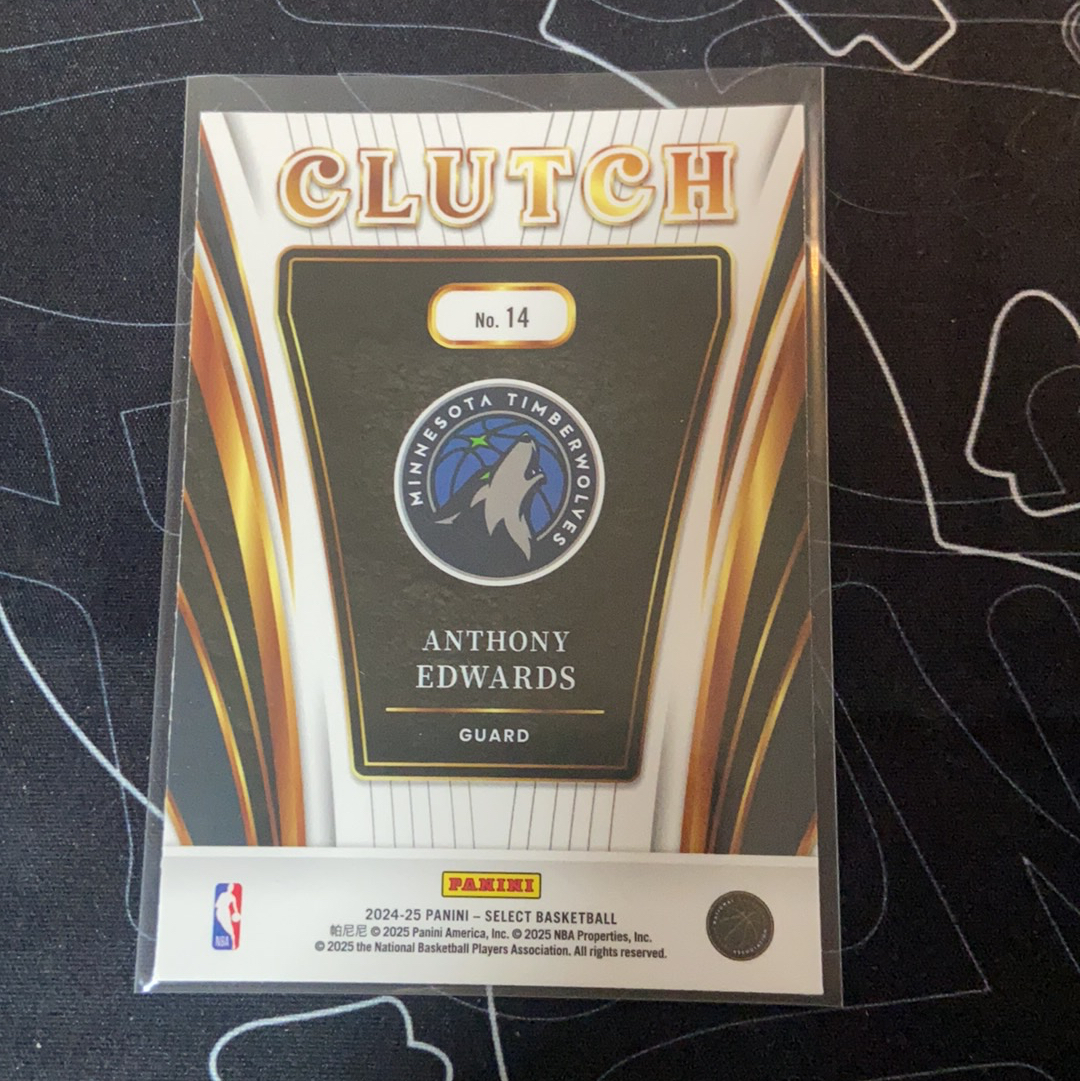 CLUTCH
No. 14
MINNESOTA TIMBERWOLVES
ANTHONY
EDWARDS
GUARD
PANINI
2024-25 PANINI – SELECT BASKETBALL
帕尼尼 © 2025 Panini America, Inc. © 2025 NBA Properties, Inc.
© 2025 the National Basketball Players Association. All rights reserved.
NBA